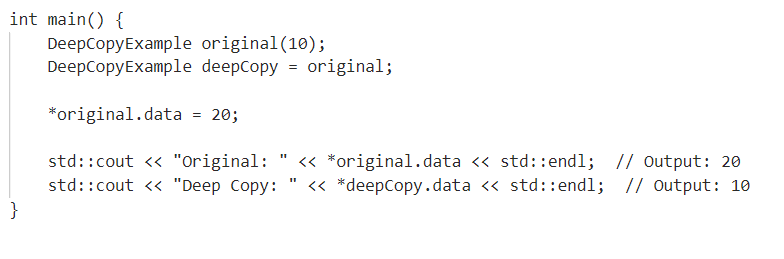 int main() {
    DeepCopyExample original(10);
    DeepCopyExample deepCopy = original;

    *original.data = 20;

    std::cout << "Original: " << *original.data << std::endl;  // Output: 20
    std::cout << "Deep Copy: " << *deepCopy.data << std::endl;  // Output: 10
}